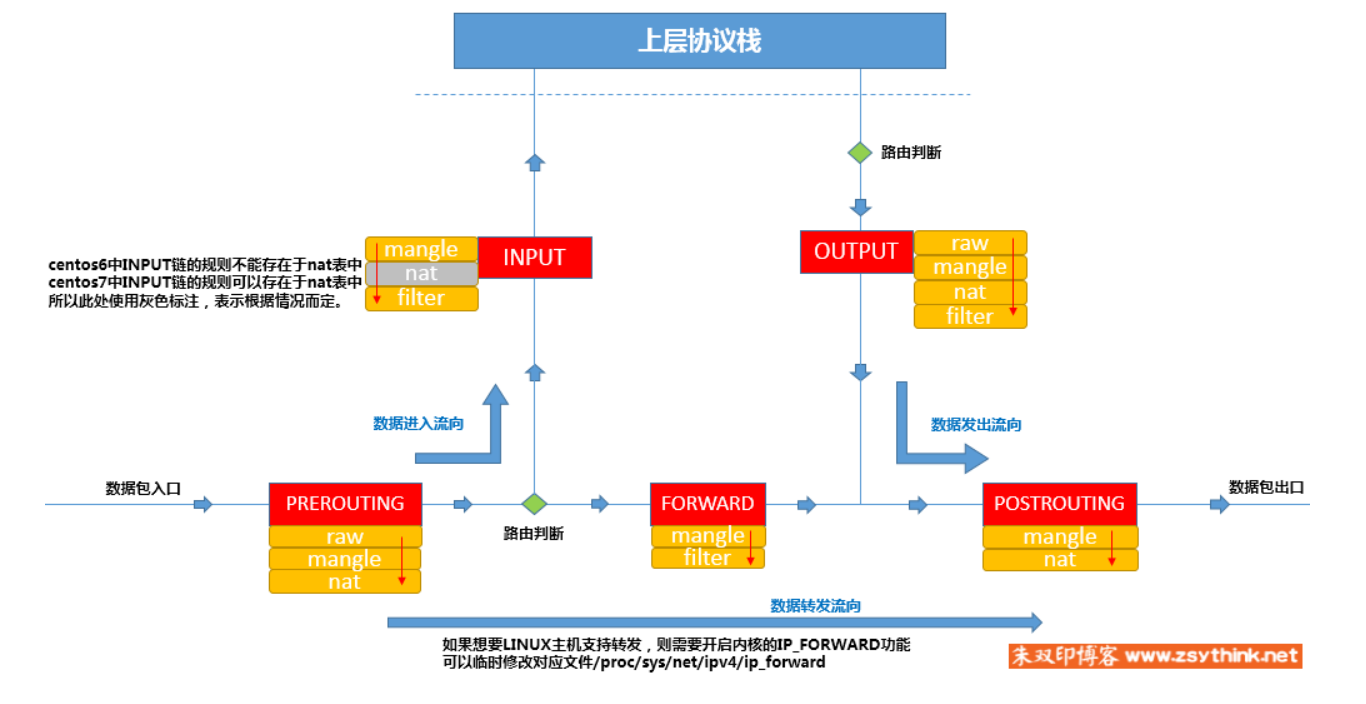 上层协议栈
路由判断
mangle
nat
filter
INPUT
OUTPUT
raw
mangle
nat
filter
centos6中INPUT链的规则不能存在于nat表中
centos7中INPUT链的规则可以存在于nat表中
所以此处使用灰色标注，表示根据情况而定。
数据进入流向
数据发出流向
数据包入口
PREROUTING
raw
mangle
nat
路由判断
FORWARD
mangle
filter
POSTROUTING
mangle
nat
数据包出口
数据转发流向
如果想要LINUX主机支持转发，则需要开启内核的IP_FORWARD功能
可以临时修改对应文件/proc/sys/net/ipv4/ip_forward
朱双印博客 www.zsythink.net